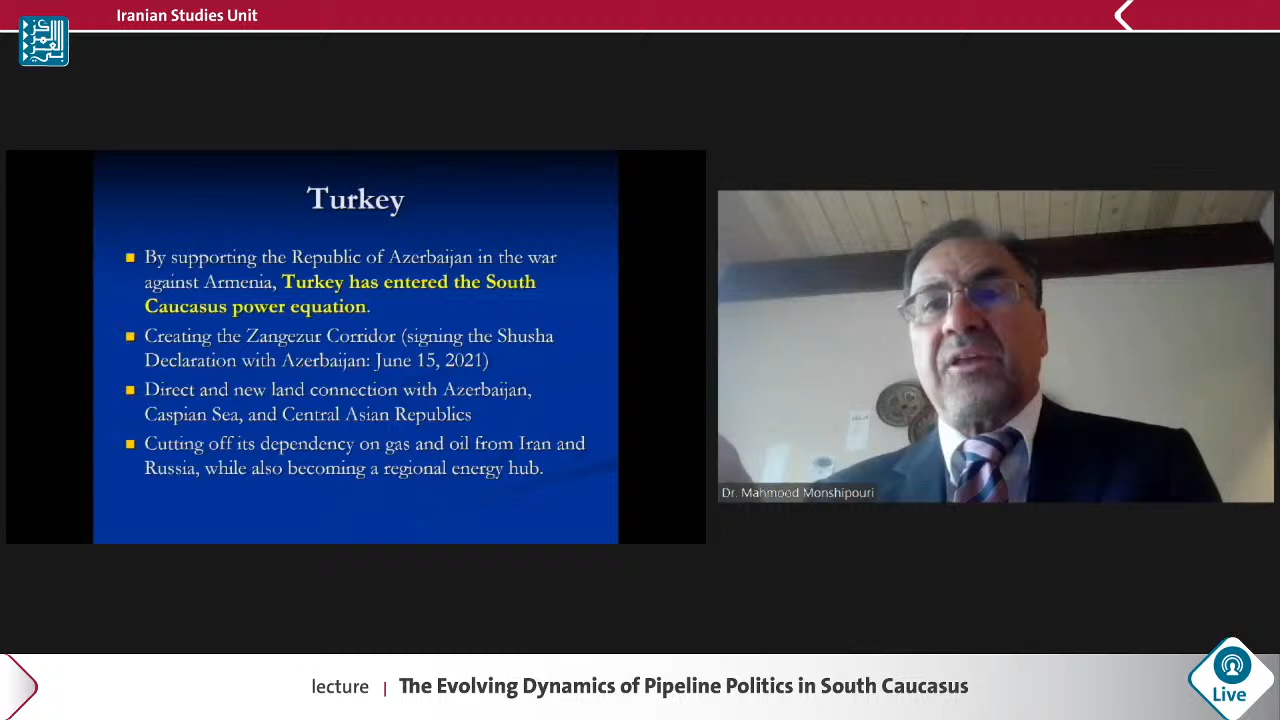 Iranian Studies Unit
المركز
العربي
Turkey
By supporting the Republic of Azerbaijan in the war
against Armenia, Turkey has entered the South
Caucasus power equation.
Creating the Zangezur Corridor (signing the Shusha
Declaration with Azerbaijan: June 15, 2021)
Direct and new land connection with Azerbaijan,
Caspian Sea, and Central Asian Republics
Cutting off its dependency on gas and oil from Iran and
Russia, while also becoming a regional energy hub.
Dr. Mahmood Monshipouri
lecture | The Evolving Dynamics of Pipeline Politics in South Caucasus
Live